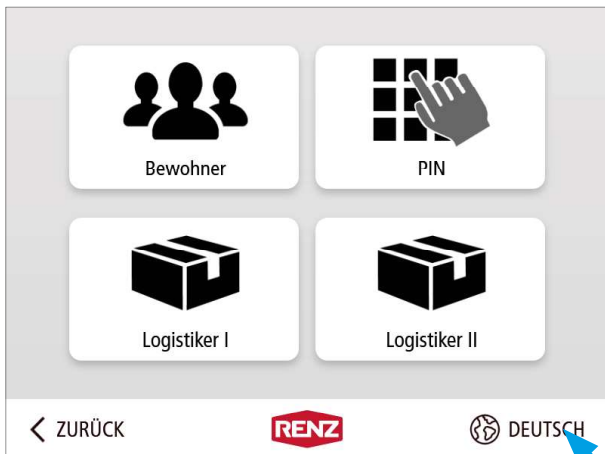 Bewohner
PIN
Logistiker I
Logistiker II
ZURÜCK
RENZ
DEUTSCH